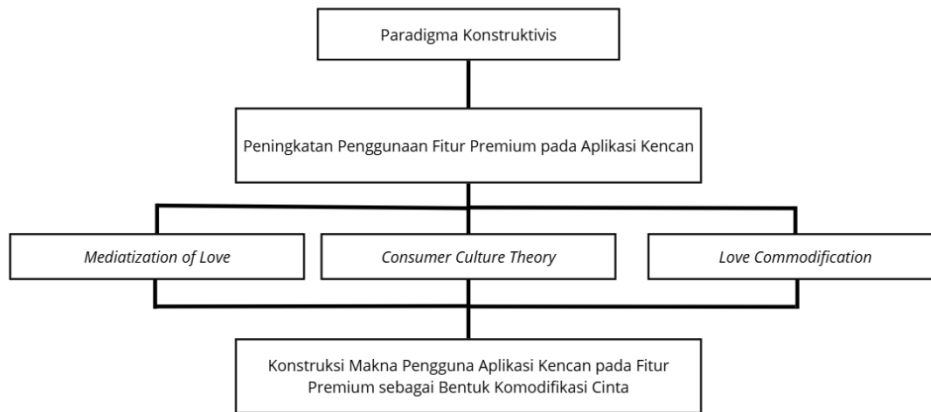 Paradigma Konstruktivis
Peningkatan Penggunaan Fitur Premium pada Aplikasi Kencan
Mediatization of Love
Consumer Culture Theory
Love Commodification
Konstruksi Makna Pengguna Aplikasi Kencan pada Fitur
Premium sebagai Bentuk Komodifikasi Cinta